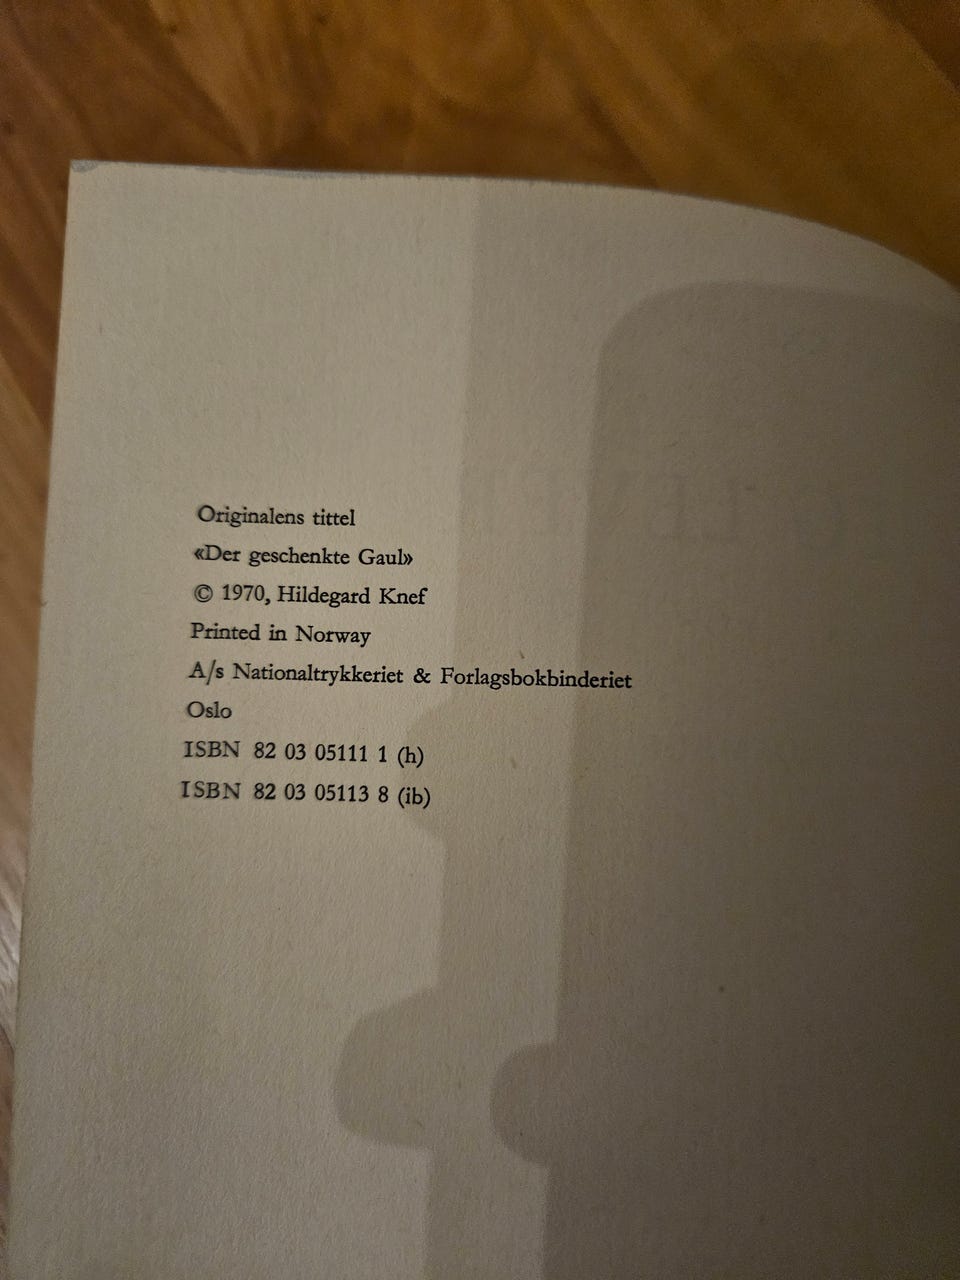 Originalens tittel
«Der geschenkte Gaul»
© 1970, Hildegard Knef
Printed in Norway
A/s Nationaltrykkeriet & Forlagsbokbinderiet
Oslo
ISBN 82 03 05111 1 (h)
ISBN 82 03 05113 8 (ib)